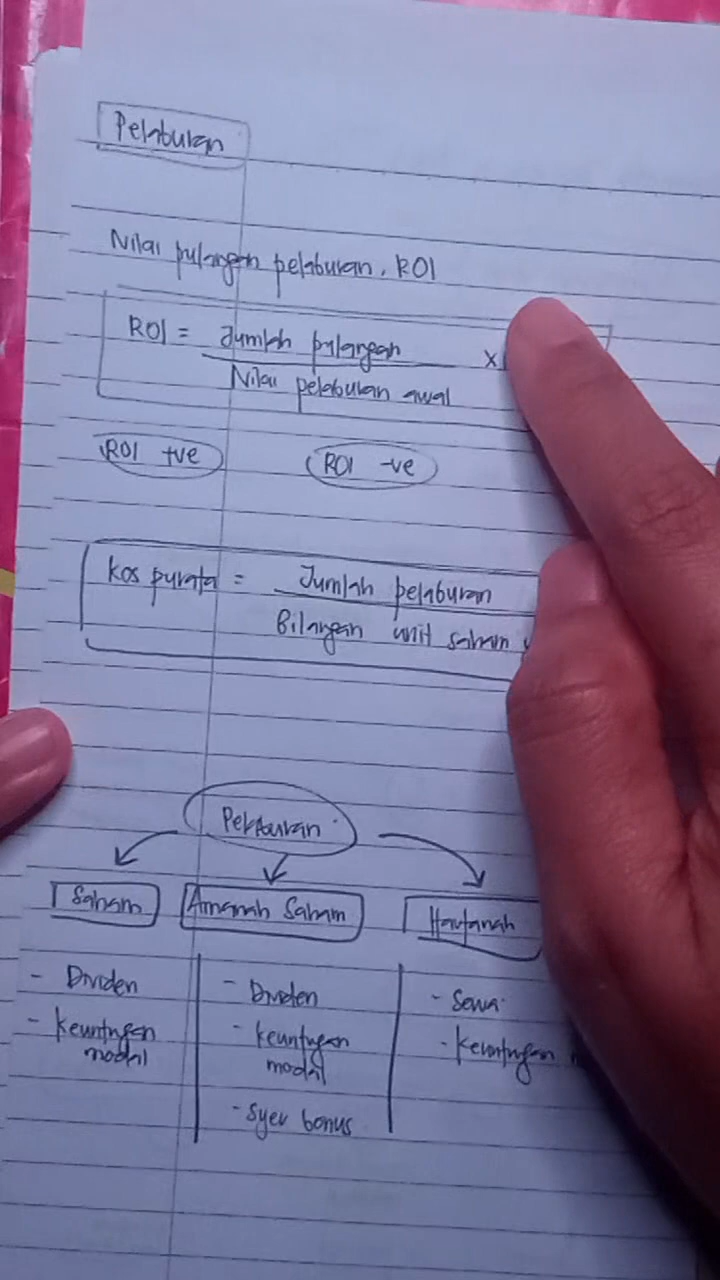 Pelaburan
Nilai pulangan pelaburan, ROI
ROI = Jumlah pulangan ×
Nilai pelaburan awal
ROI +ve ROI -ve
Kos purata = Jumlah pelaburan
Bilangan unit saham
Pelaburan
Saham Amanah Saham Hartanah
- Dividen - Dividen - Sewa
- Keuntungan modal - Keuntungan modal - Keuntungan
- Syer bonus